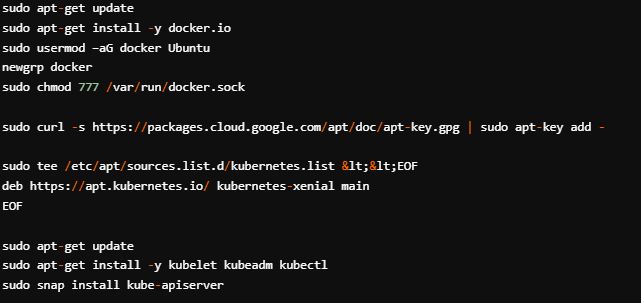 sudo apt-get update
sudo apt-get install -y docker.io
sudo usermod –aG docker Ubuntu
newgrp docker
sudo chmod 777 /var/run/docker.sock
sudo curl -s https://packages.cloud.google.com/apt/doc/apt-key.gpg | sudo apt-key add -
sudo tee /etc/apt/sources.list.d/kubernetes.list &lt;&lt;EOF
deb https://apt.kubernetes.io/ kubernetes-xenial main
EOF
sudo apt-get update
sudo apt-get install -y kubelet kubeadm kubectl
sudo snap install kube-apiserver